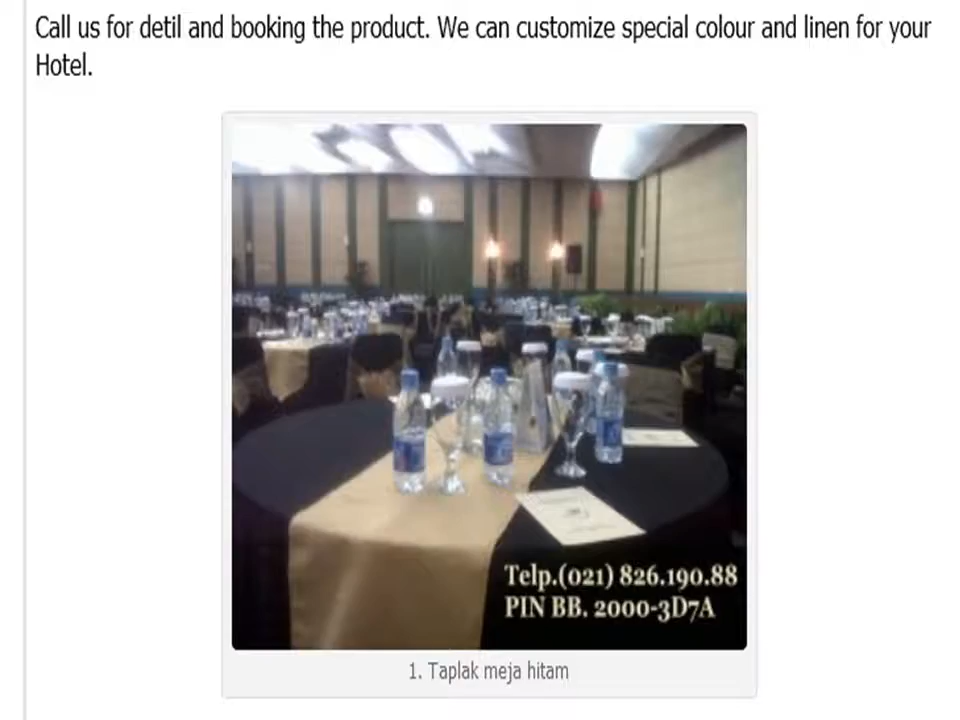 Call us for detil and booking the product. We can customize special colour and linen for your
Hotel.
Telp.(021) 826.190.88
PIN BB. 2000-3D7A
1. Taplak meja hitam